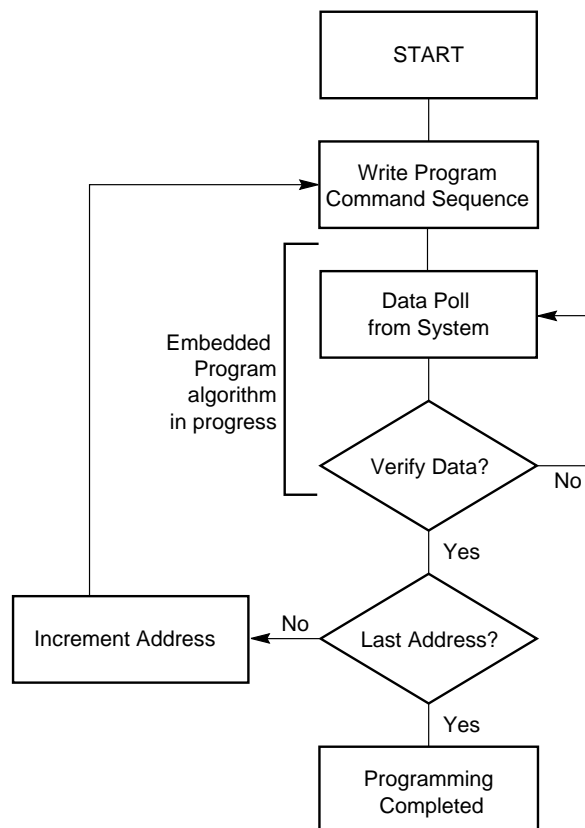 START
Write Program
Command Sequence
Data Poll
from System
Embedded
Program
algorithm
in progress
Verify Data?
No
Yes
Last Address?
No
Increment Address
Yes
Programming
Completed